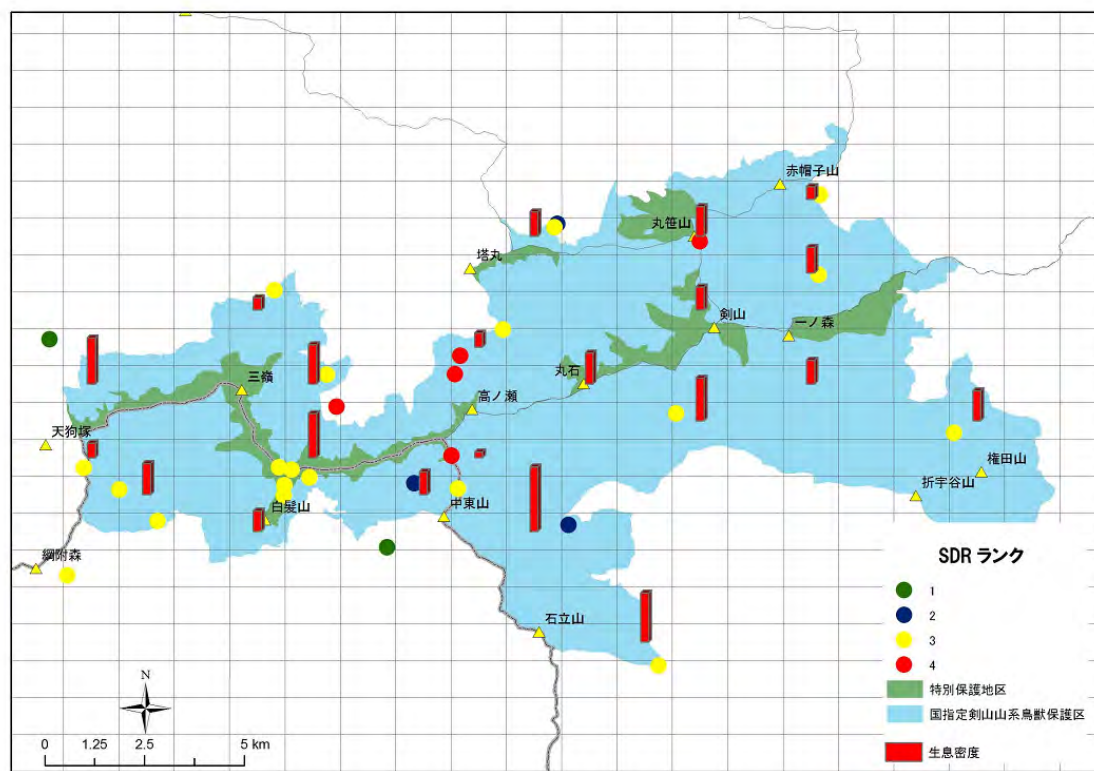 赤帽子山
丸笹山
塔丸
剣山
一ノ森
三嶺
丸石
高ノ瀬
天狗塚
権田山
折宇谷山
白髪山
中東山
綱附森
石立山
SDR ランク
1
2
3
4
特別保護地区
国指定剣山山系鳥獣保護区
生息密度
N
0 1.25 2.5 5 km